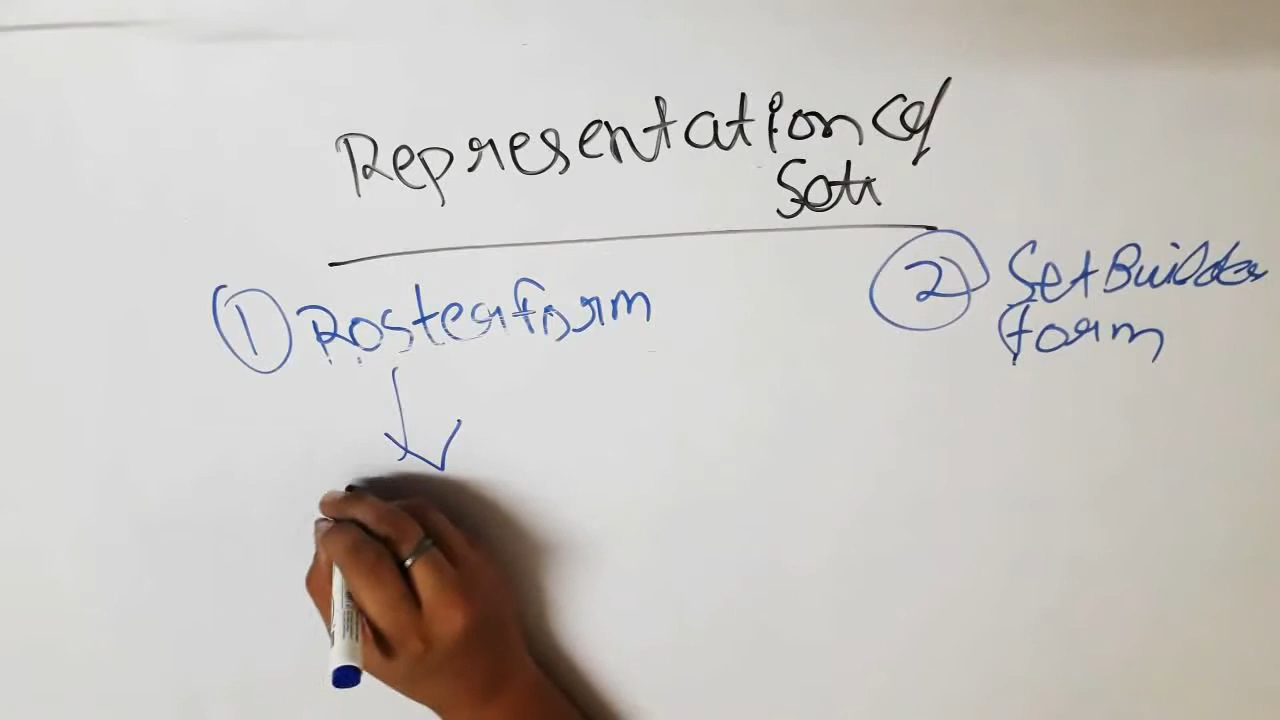 Representation of
Sets
① Roster form
② Set Builder
form